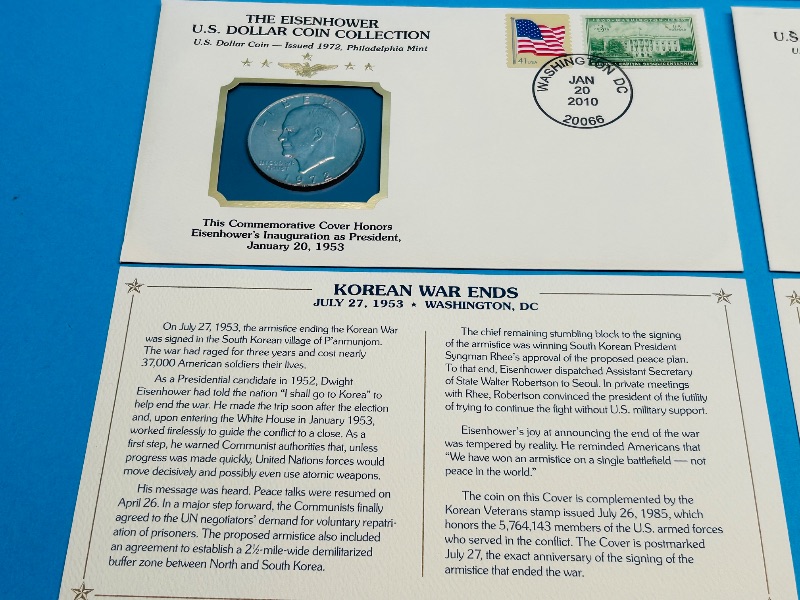 THE EISENHOWER
U.S. DOLLAR COIN COLLECTION
U.S. Dollar Coin — Issued 1972, Philadelphia Mint
LIBERTY
1972
41 USA
WASHINGTON DC
JAN
20
2010
20066
This Commemorative Cover Honors
Eisenhower's Inauguration as President,
January 20, 1953
U.S
U.
KOREAN WAR ENDS
JULY 27, 1953 ★ WASHINGTON, DC
On July 27, 1953, the armistice ending the Korean War
was signed in the South Korean village of P'anmunjom.
The war had raged for three years and cost nearly
37,000 American soldiers their lives.
As a Presidential candidate in 1952, Dwight
Eisenhower had told the nation "I shall go to Korea" to
help end the war. He made the trip soon after the election
and, upon entering the White House in January 1953,
worked tirelessly to guide the conflict to a close. As a
first step, he warned Communist authorities that, unless
progress was made quickly, United Nations forces would
move decisively and possibly even use atomic weapons.
His message was heard. Peace talks were resumed on
April 26. In a major step forward, the Communists finally
agreed to the UN negotiators' demand for voluntary repatri-
ation of prisoners. The proposed armistice also included
an agreement to establish a 2½-mile-wide demilitarized
buffer zone between North and South Korea.
The chief remaining stumbling block to the signing
of the armistice was winning South Korean President
Syngman Rhee's approval of the proposed peace plan.
To that end, Eisenhower dispatched Assistant Secretary
of State Walter Robertson to Seoul. In private meetings
with Rhee, Robertson convinced the president of the futility
of trying to continue the fight without U.S. military support.
Eisenhower's joy at announcing the end of the war
was tempered by reality. He reminded Americans that
"We have won an armistice on a single battlefield — not
peace in the world."
The coin on this Cover is complemented by the
Korean Veterans stamp issued July 26, 1985, which
honors the 5,764,143 members of the U.S. armed forces
who served in the conflict. The Cover is postmarked
July 27, the exact anniversary of the signing of the
armistice that ended the war.